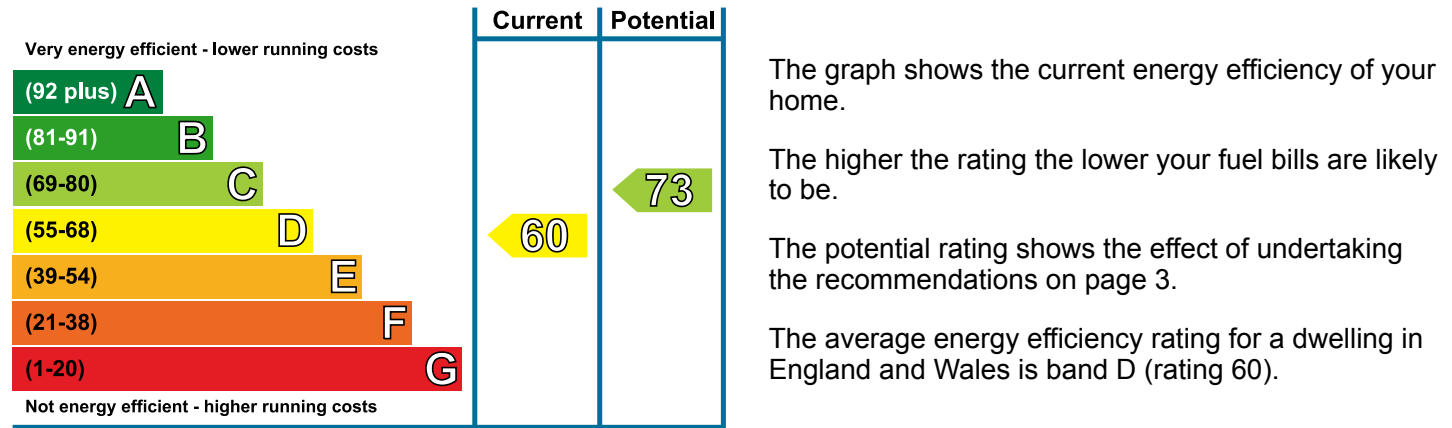 Current Potential
Very energy efficient - lower running costs
(92 plus) A
(81-91) B
(69-80) C
73
(55-68) D
60
(39-54) E
(21-38) F
(1-20) G
Not energy efficient - higher running costs
The graph shows the current energy efficiency of your
home.
The higher the rating the lower your fuel bills are likely
to be.
The potential rating shows the effect of undertaking
the recommendations on page 3.
The average energy efficiency rating for a dwelling in
England and Wales is band D (rating 60).